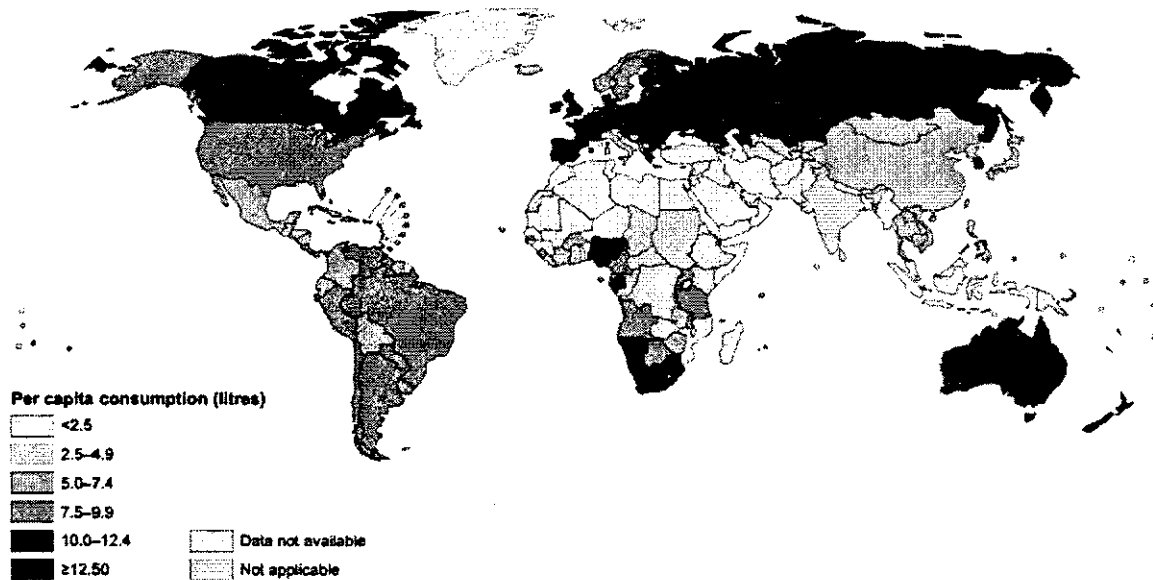 Per capita consumption (litres)
<2.5
2.5–4.9
5.0–7.4
7.5–9.9
10.0–12.4
≥12.50
Data not available
Not applicable